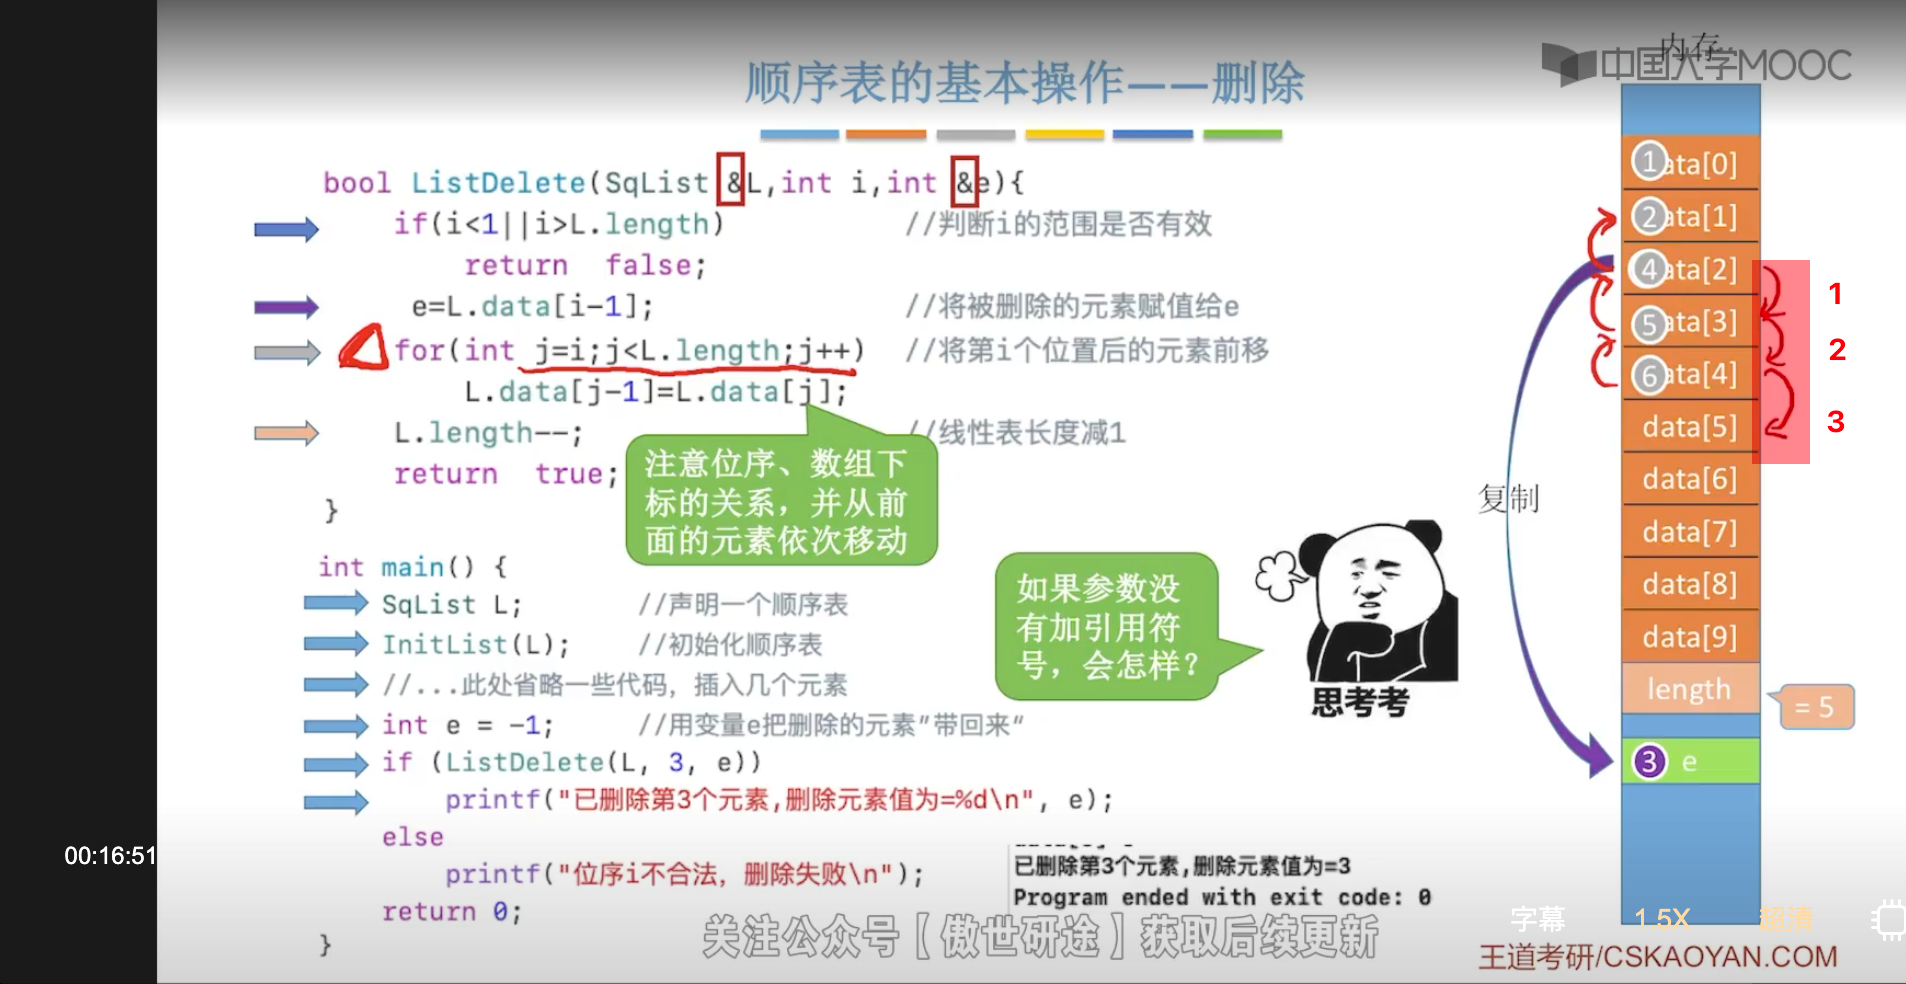 内存
中国大学MOOC
顺序表的基本操作——删除
bool ListDelete(SqList &L,int i,int &e){
if(i<1||i>L.length) //判断i的范围是否有效
return false;
e=L.data[i-1]; //将被删除的元素赋值给e
for(int j=i;j<L.length;j++) //将第i个位置后的元素前移
L.data[j-1]=L.data[j];
L.length--; //线性表长度减1
return true;
}
注意位序、数组下
标的关系，并从前
面的元素依次移动
int main() {
SqList L; //声明一个顺序表
InitList(L); //初始化顺序表
//...此处省略一些代码，插入几个元素
int e = -1; //用变量e把删除的元素"带回来"
if (ListDelete(L, 3, e))
printf("已删除第3个元素,删除元素值为=%d\n", e);
else
printf("位序i不合法，删除失败\n");
return 0;
}
如果参数没
有加引用符
号，会怎样？
思考考
已删除第3个元素,删除元素值为=3
Program ended with exit code: 0
1 ata[0]
2 ata[1]
4 ata[2]
5 ata[3]
6 ata[4]
data[5]
data[6]
data[7]
data[8]
data[9]
length
= 5
3 e
1
2
3
复制
00:16:51
字幕 1.5X 超清
关注公众号【傲世研途】获取后续更新
王道考研/CSKAOYAN.COM